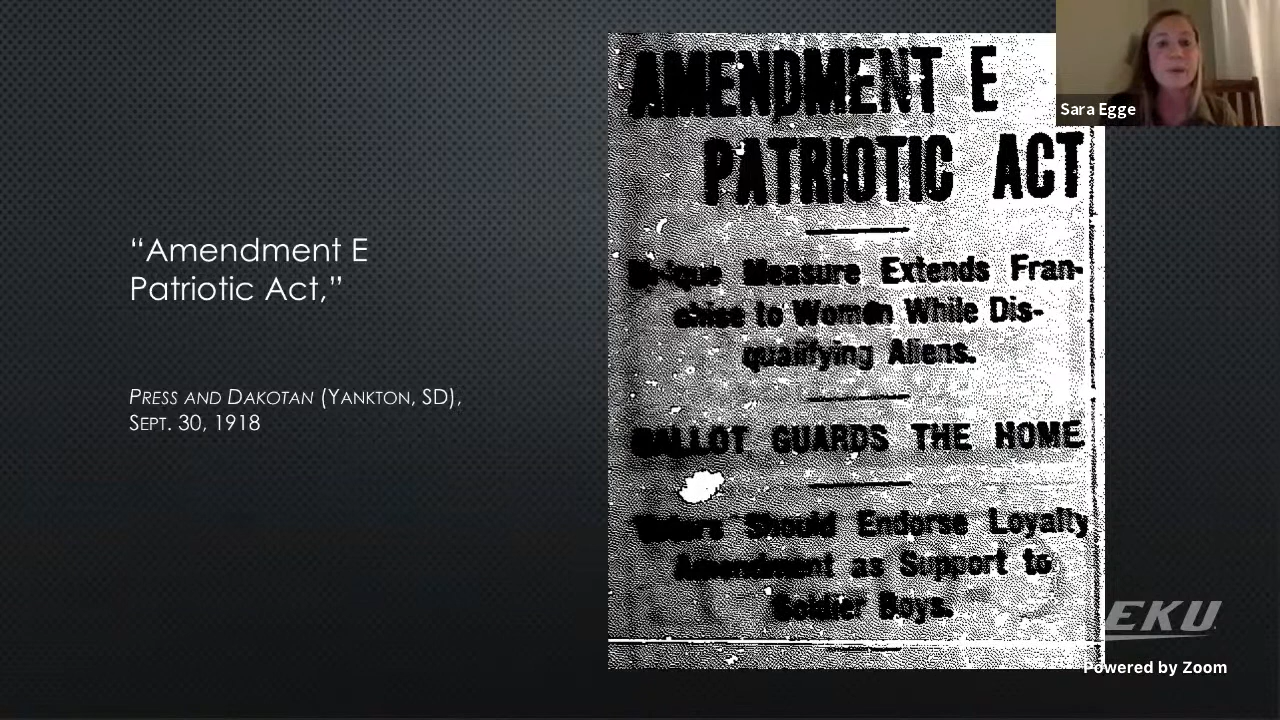 “Amendment E
Patriotic Act,”
Press and Dakotan (Yankton, SD),
Sept. 30, 1918
AMENDMENT E
PATRIOTIC ACT
Measure Extends Fran-
chise to Women While Dis-
qualifying Aliens.
BALLOT GUARDS THE HOME
Should Endorse Loyalty
Amendment as Support to
Soldier Boys.
Sara Egge
EKU
Powered by Zoom